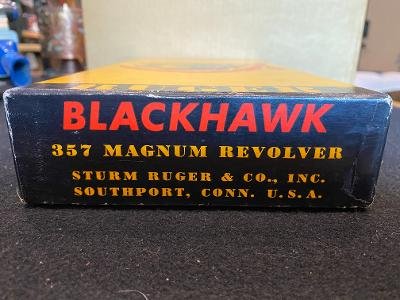 BLACKHAWK
357 MAGNUM REVOLVER
STURM RUGER & CO., INC.
SOUTHPORT, CONN. U.S.A.